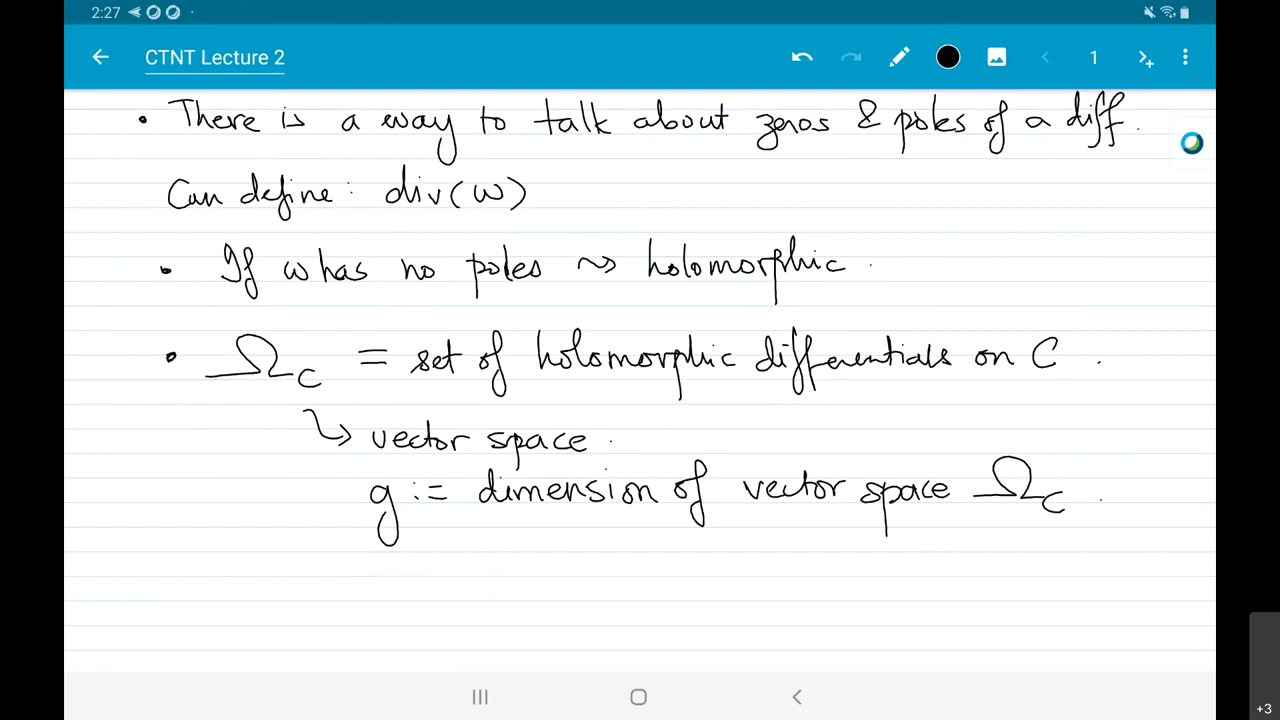 2:27
CTNT Lecture 2
1
• There is a way to talk about zeros & poles of a diff.
Can define: div(ω)
• If ω has no poles ⇝ holomorphic.
• Ω_C = set of holomorphic differentials on C.
↳ vector space.
g := dimension of vector space Ω_C.
+3